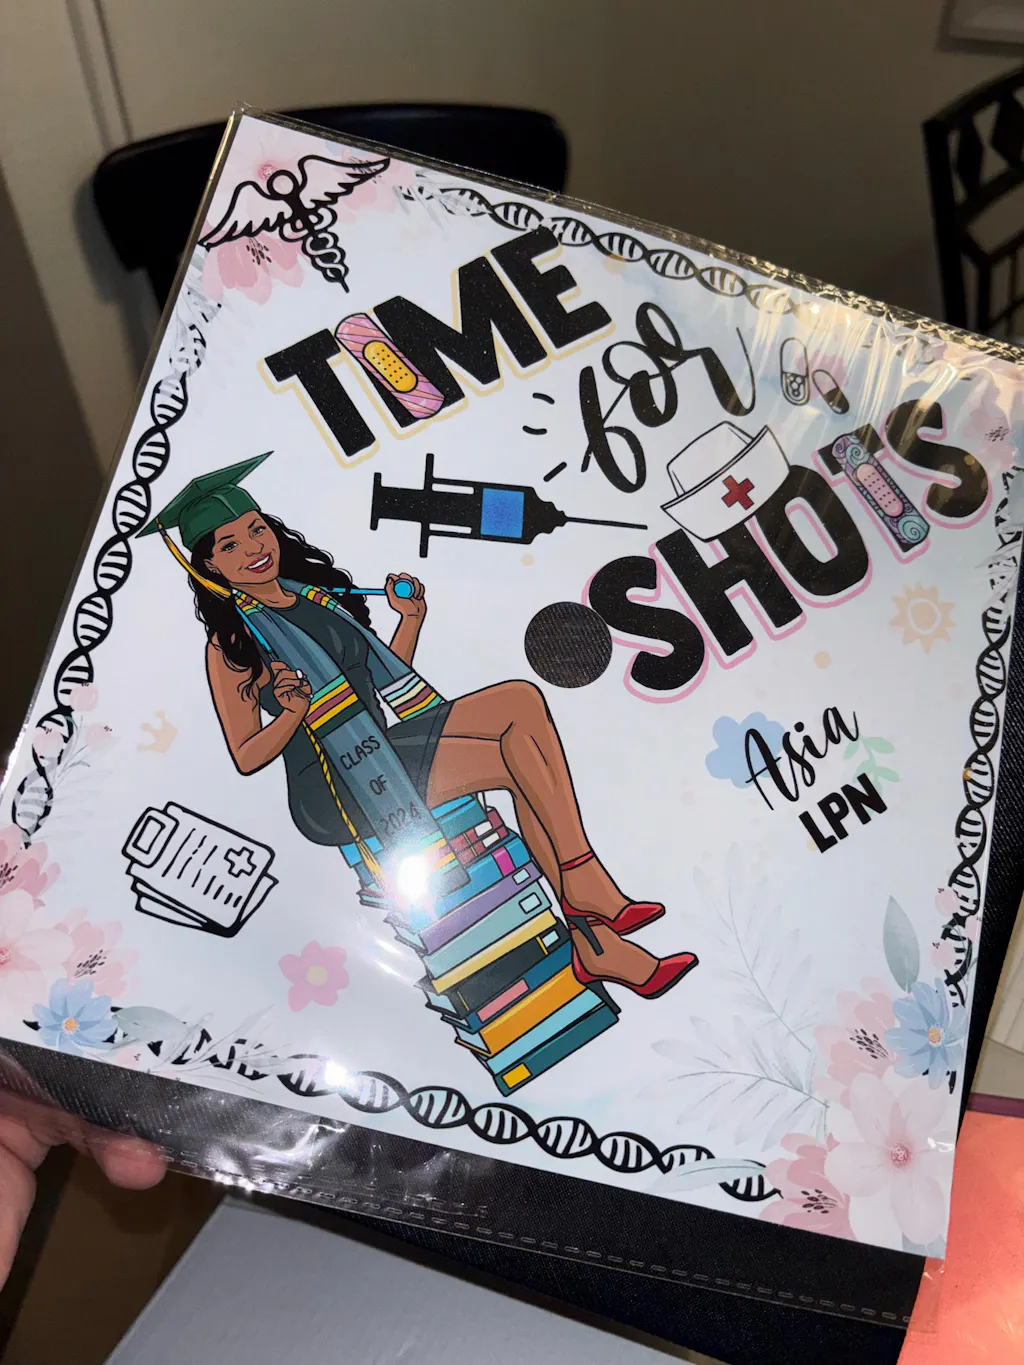 TIME
for
SHOTS
Asia
LPN
CLASS
OF
2024